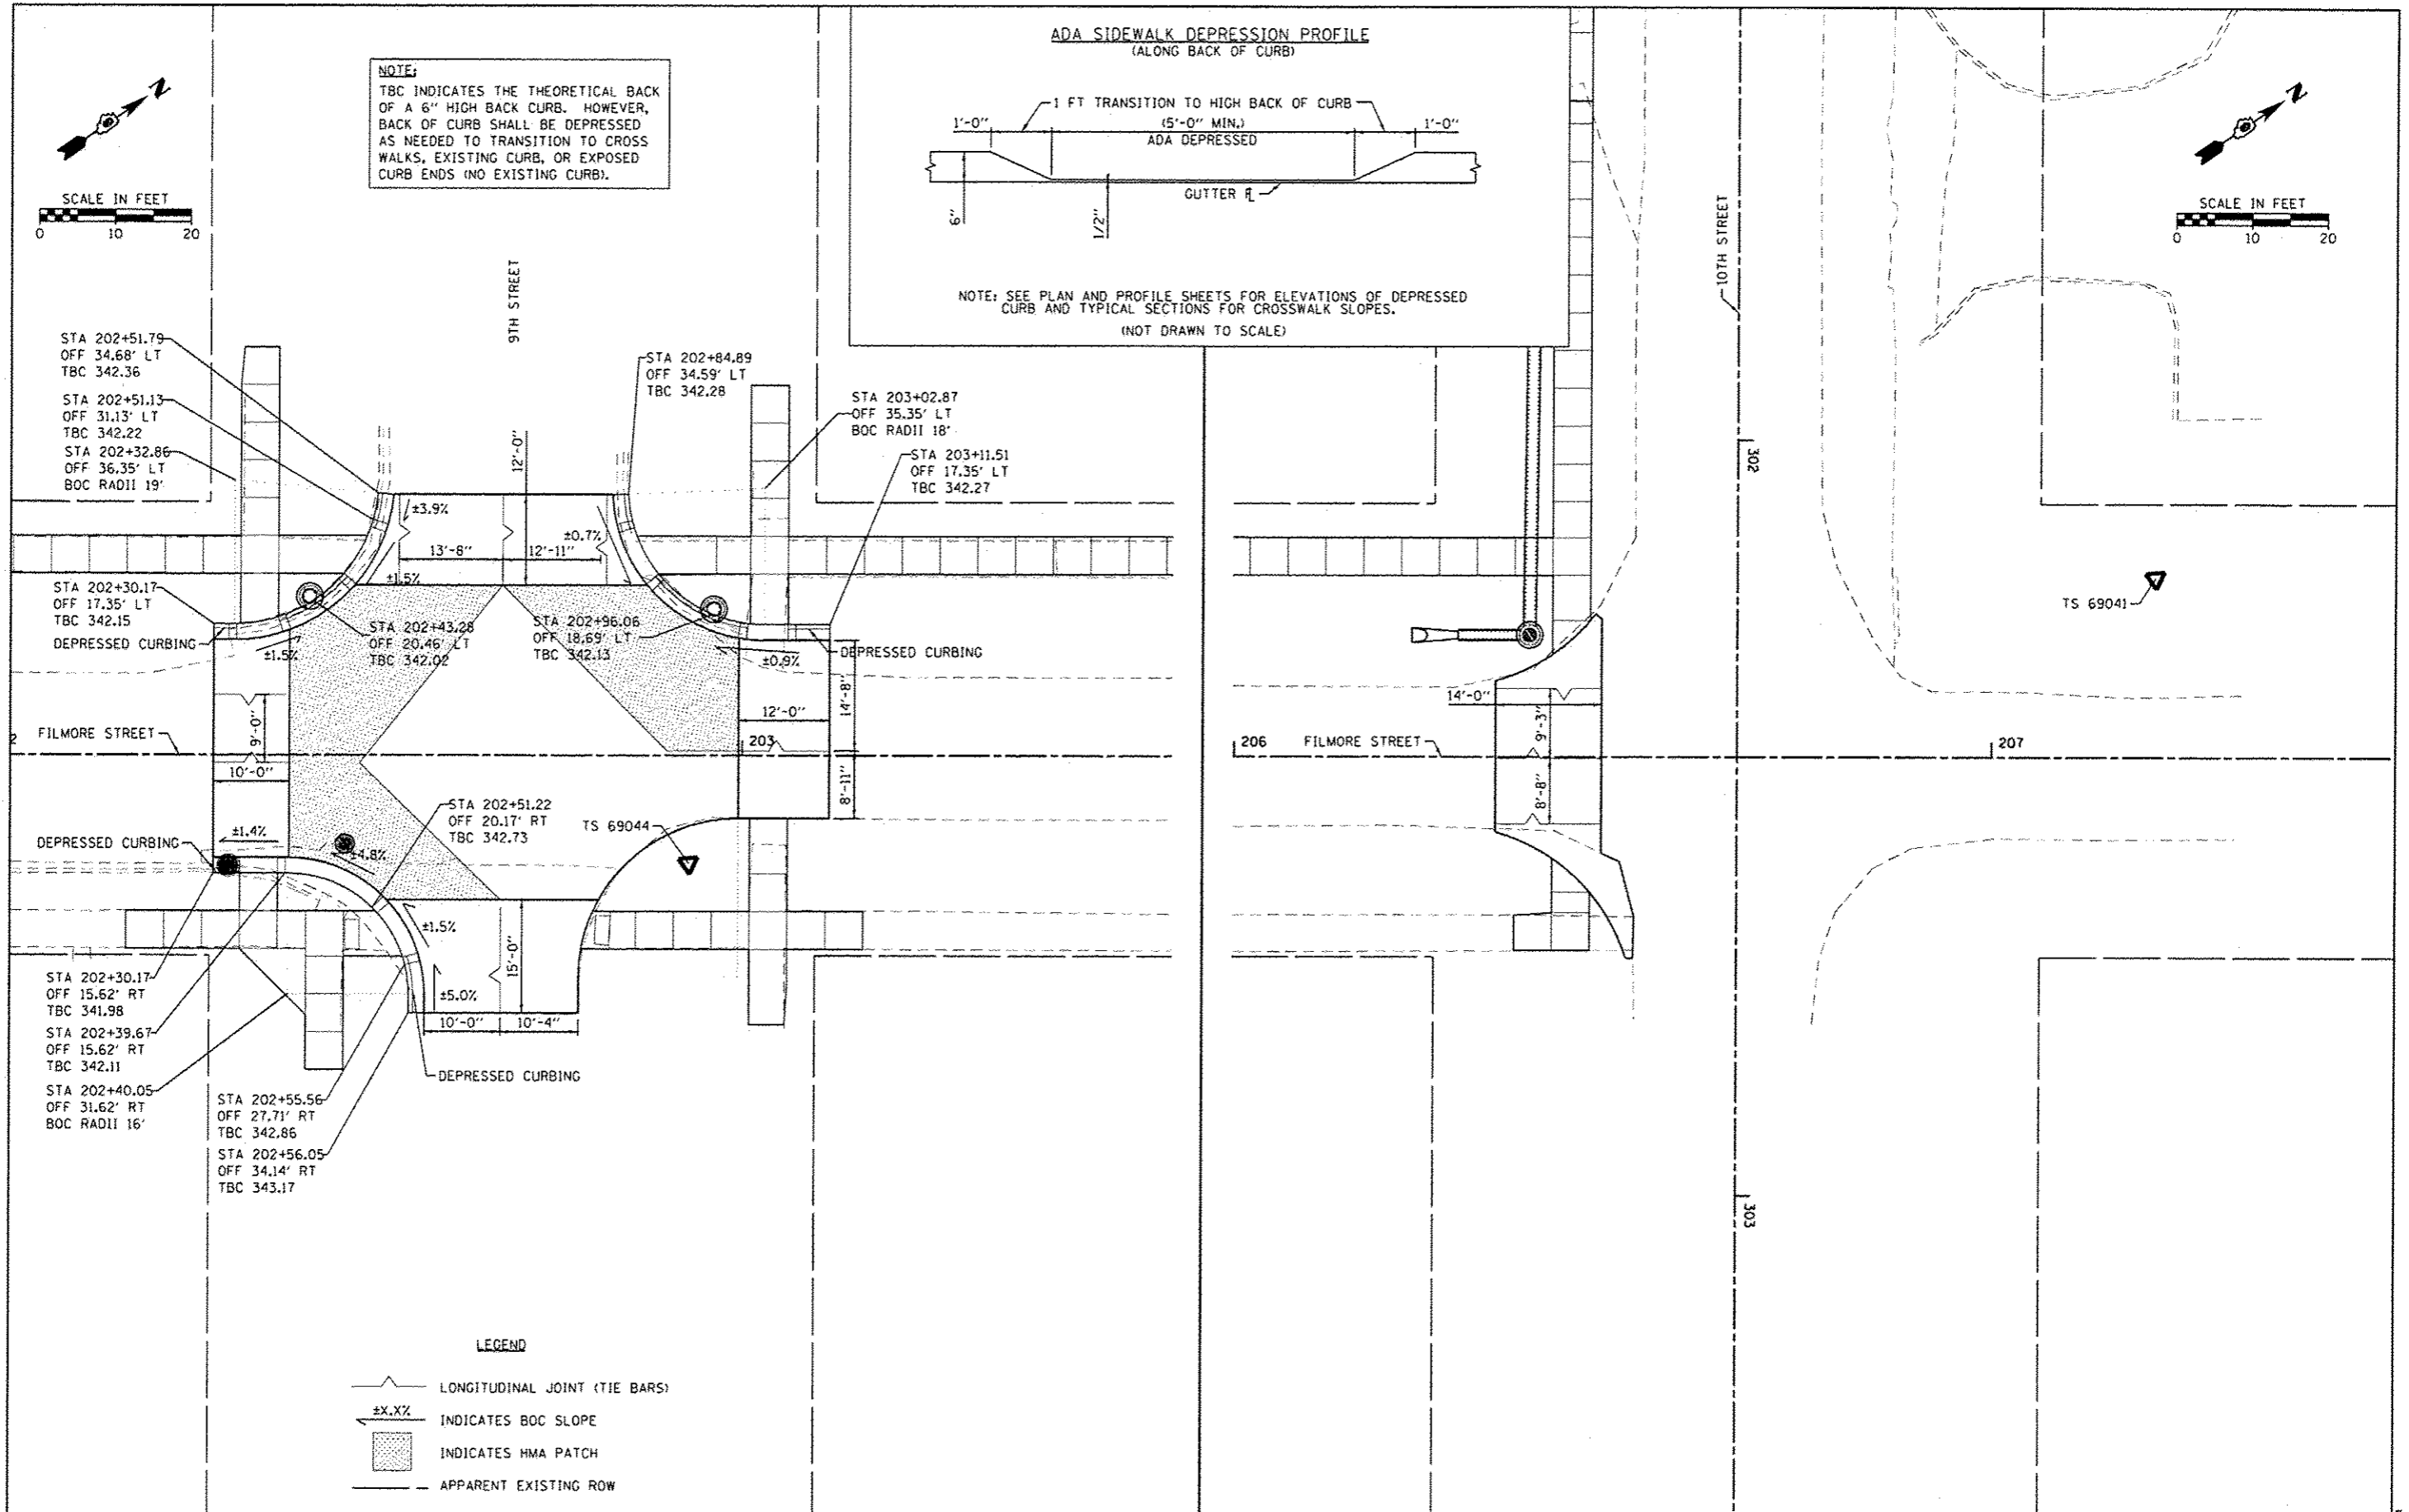 ADA SIDEWALK DEPRESSION PROFILE
(ALONG BACK OF CURB)
1 FT TRANSITION TO HIGH BACK OF CURB
1'-0"
(5'-0" MIN.)
1'-0"
ADA DEPRESSED
GUTTER
6"
1/2"
NOTE: SEE PLAN AND PROFILE SHEETS FOR ELEVATIONS OF DEPRESSED
CURB AND TYPICAL SECTIONS FOR CROSSWALK SLOPES.
(NOT DRAWN TO SCALE)
NOTE:
TBC INDICATES THE THEORETICAL BACK
OF A 6" HIGH BACK CURB. HOWEVER,
BACK OF CURB SHALL BE DEPRESSED
AS NEEDED TO TRANSITION TO CROSS
WALKS, EXISTING CURB, OR EXPOSED
CURB ENDS (NO EXISTING CURB).
N
SCALE IN FEET
0 10 20
9TH STREET
STA 202+51.79
OFF 34.68' LT
TBC 342.36
STA 202+51.13
OFF 31.13' LT
TBC 342.22
STA 202+32.86
OFF 36.35' LT
BOC RADII 19'
STA 202+84.89
OFF 34.59' LT
TBC 342.28
STA 203+02.87
OFF 35.35' LT
BOC RADII 18'
STA 203+11.51
OFF 17.35' LT
TBC 342.27
12'-0"
±3.9%
±0.7%
13'-8"
12'-11"
±1.5%
STA 202+30.17
OFF 17.35' LT
TBC 342.15
DEPRESSED CURBING
±1.5%
STA 202+43.28
OFF 20.46' LT
TBC 342.02
STA 202+96.06
OFF 18.69' LT
TBC 342.13
±0.9%
DEPRESSED CURBING
14'-8"
12'-0"
8'-11"
9'-0"
10'-0"
2
FILMORE STREET
203
±1.4%
DEPRESSED CURBING
±4.8%
STA 202+51.22
OFF 20.17' RT
TBC 342.73
TS 69044
±1.5%
15'-0"
±5.0%
10'-0"
10'-4"
DEPRESSED CURBING
STA 202+30.17
OFF 15.62' RT
TBC 341.98
STA 202+39.67
OFF 15.62' RT
TBC 342.11
STA 202+40.05
OFF 31.62' RT
BOC RADII 16'
STA 202+55.56
OFF 27.71' RT
TBC 342.86
STA 202+56.05
OFF 34.14' RT
TBC 343.17
LEGEND
LONGITUDINAL JOINT (TIE BARS)
±X.X% INDICATES BOC SLOPE
INDICATES HMA PATCH
APPARENT EXISTING ROW
10TH STREET
N
SCALE IN FEET
0 10 20
302
TS 69041
14'-0"
9'-3"
8'-8"
206
FILMORE STREET
207
303